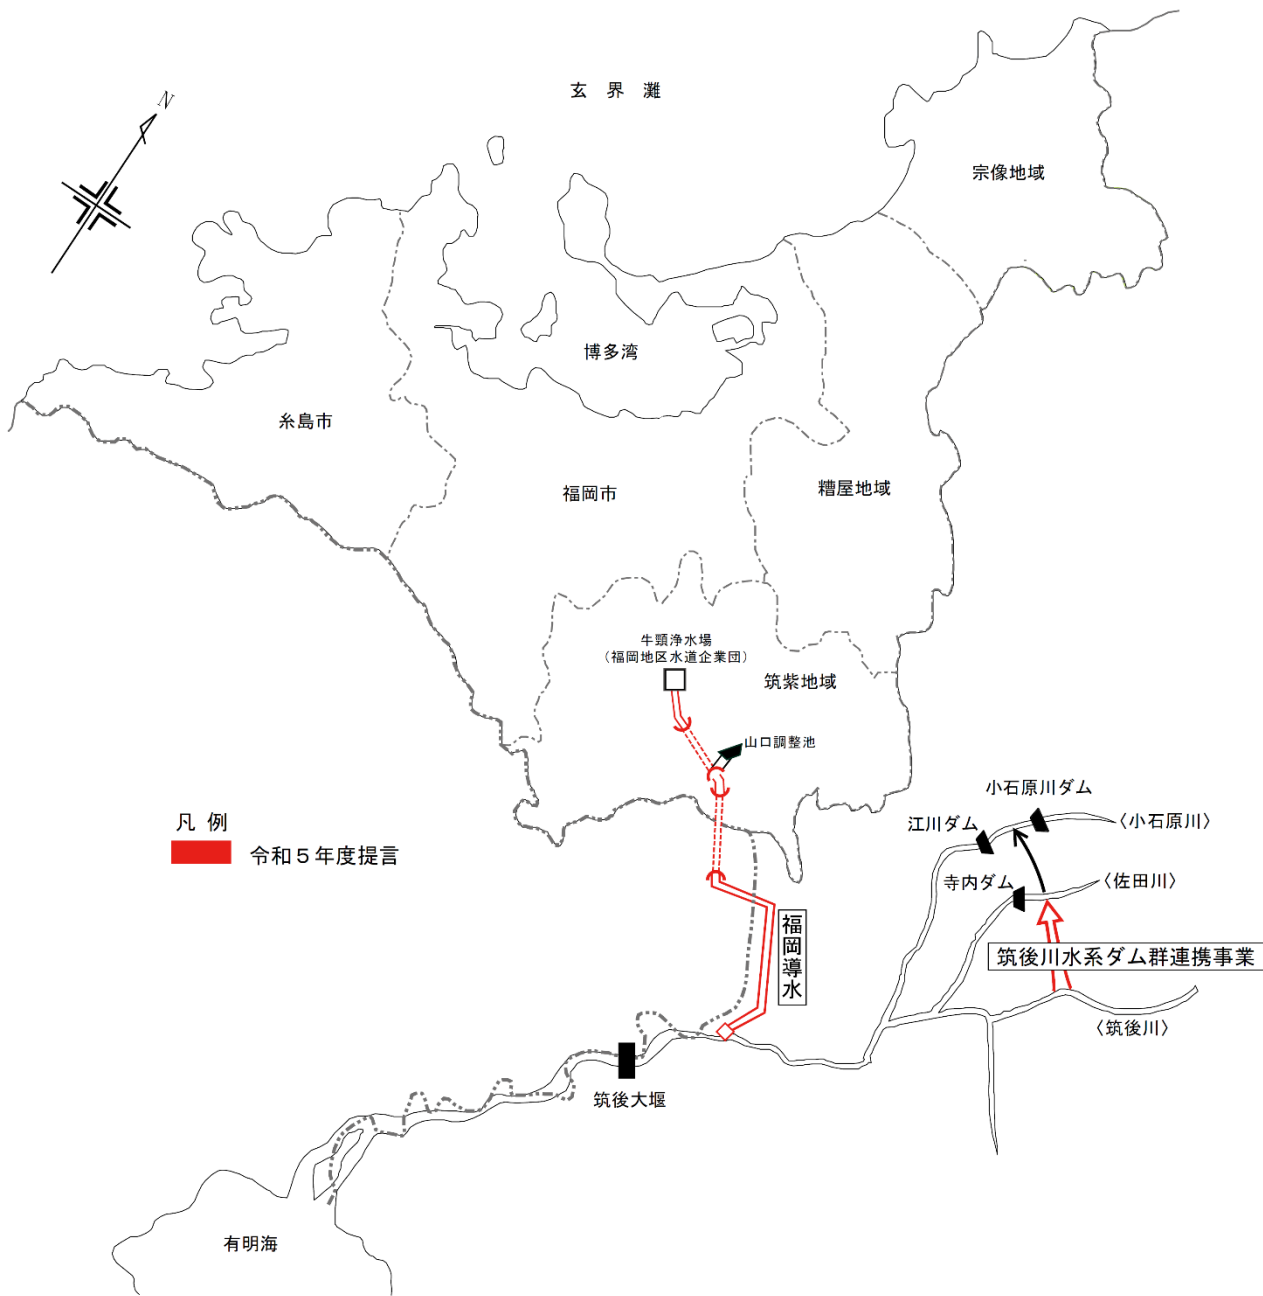 玄界灘
N
宗像地域
博多湾
糸島市
福岡市
糟屋地域
牛頸浄水場
（福岡地区水道企業団）
筑紫地域
山口調整池
小石原川ダム
江川ダム
〈小石原川〉
凡例
令和５年度提言
寺内ダム
〈佐田川〉
福岡導水
筑後川水系ダム群連携事業
〈筑後川〉
筑後大堰
有明海